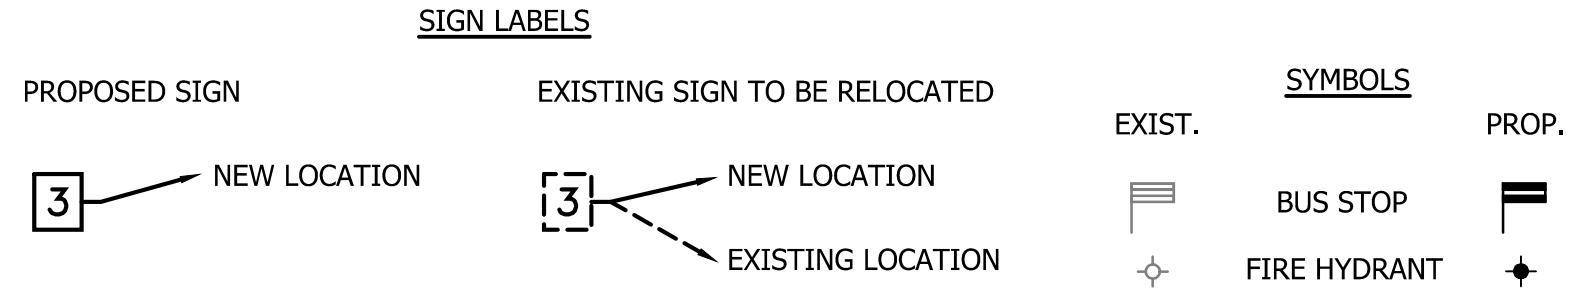 SIGN LABELS
PROPOSED SIGN
3
NEW LOCATION
EXISTING SIGN TO BE RELOCATED
3
NEW LOCATION
EXISTING LOCATION
SYMBOLS
EXIST. PROP.
BUS STOP
FIRE HYDRANT